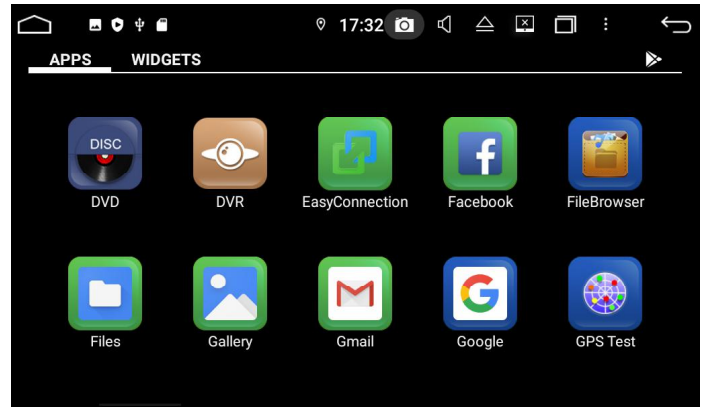 17:32
APPS WIDGETS
DISC
DVD DVR EasyConnection Facebook FileBrowser
Files Gallery Gmail Google GPS Test